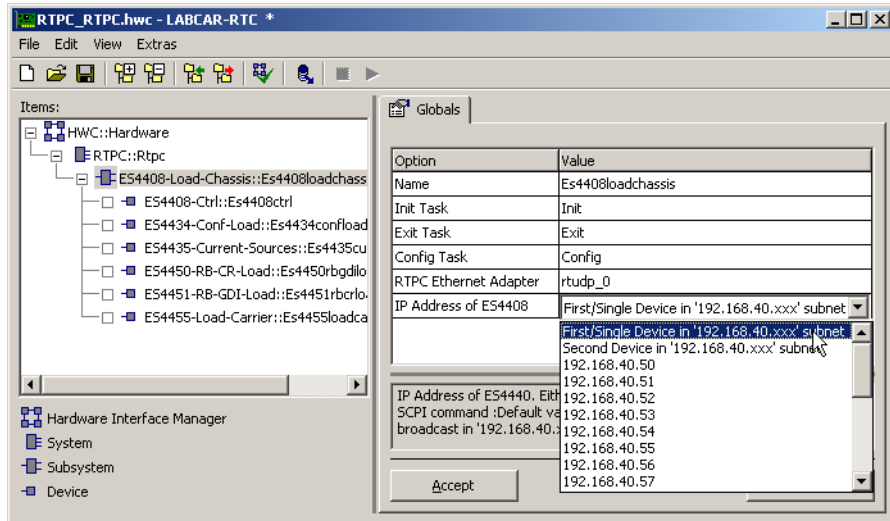 RTPC_RTPC.hwc - LABCAR-RTC *
File Edit View Extras
Items:
HWC::Hardware
RTPC::Rtpc
ES4408-Load-Chassis::Es4408loadchass
ES4408-Ctrl::Es4408ctrl
ES4434-Conf-Load::Es4434confload
ES4435-Current-Sources::Es4435cu
ES4450-RB-CR-Load::Es4450rbgdilo
ES4451-RB-GDI-Load::Es4451rbcrlo
ES4455-Load-Carrier::Es4455loadca
Hardware Interface Manager
System
Subsystem
Device
Globals
Option Value
Name Es4408loadchassis
Init Task Init
Exit Task Exit
Config Task Config
RTPC Ethernet Adapter rtudp_0
IP Address of ES4408 First/Single Device in '192.168.40.xxx' subnet
First/Single Device in '192.168.40.xxx' subnet
Second Device in '192.168.40.xxx' subnet
192.168.40.50
192.168.40.51
192.168.40.52
192.168.40.53
192.168.40.54
192.168.40.55
192.168.40.56
192.168.40.57
IP Address of ES4440. Eith
SCPI command :Default va
broadcast in '192.168.40.
Accept